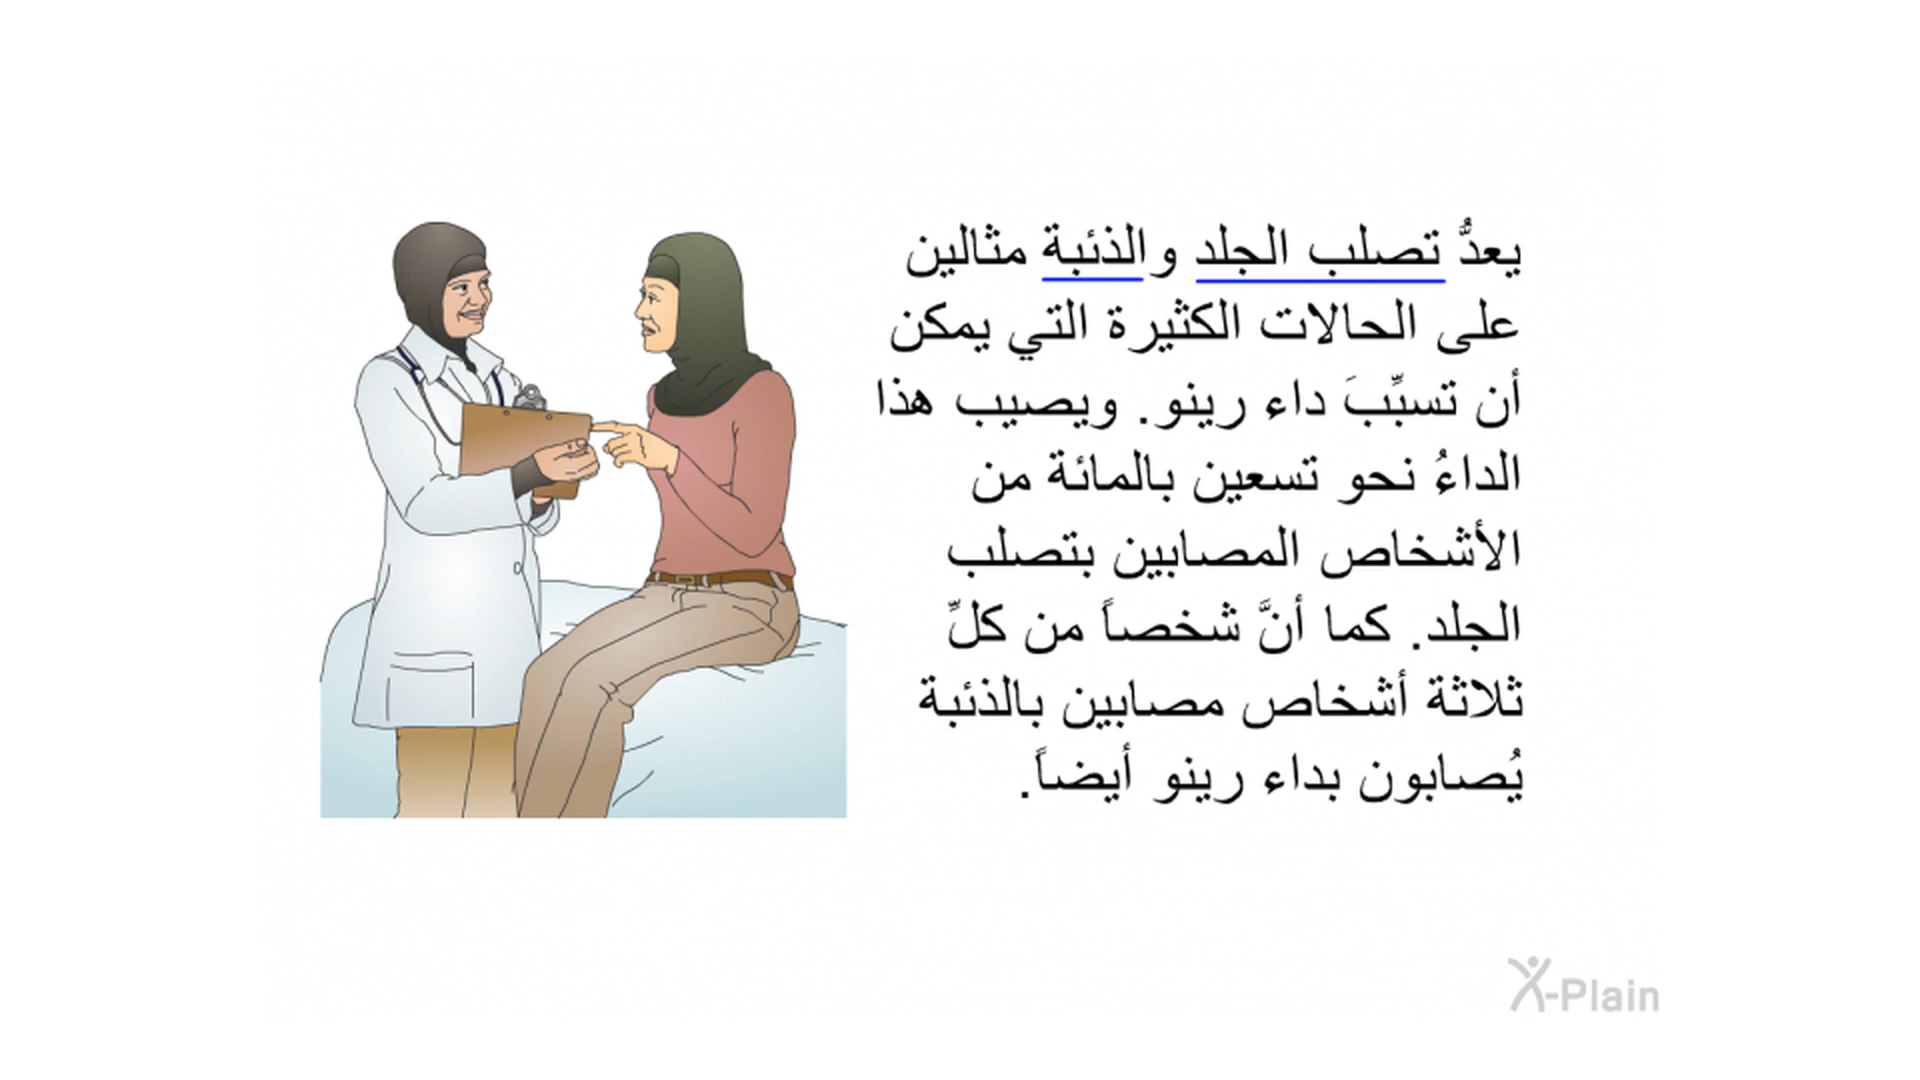 يعدُّ تصلب الجلد والذئبة مثالين
على الحالات الكثيرة التي يمكن
أن تسبِّبَ داء رينو. ويصيب هذا
الداءُ نحو تسعين بالمائة من
الأشخاص المصابين بتصلب
الجلد. كما أنَّ شخصاً من كلِّ
ثلاثة أشخاص مصابين بالذئبة
يُصابون بداء رينو أيضاً.
X-Plain